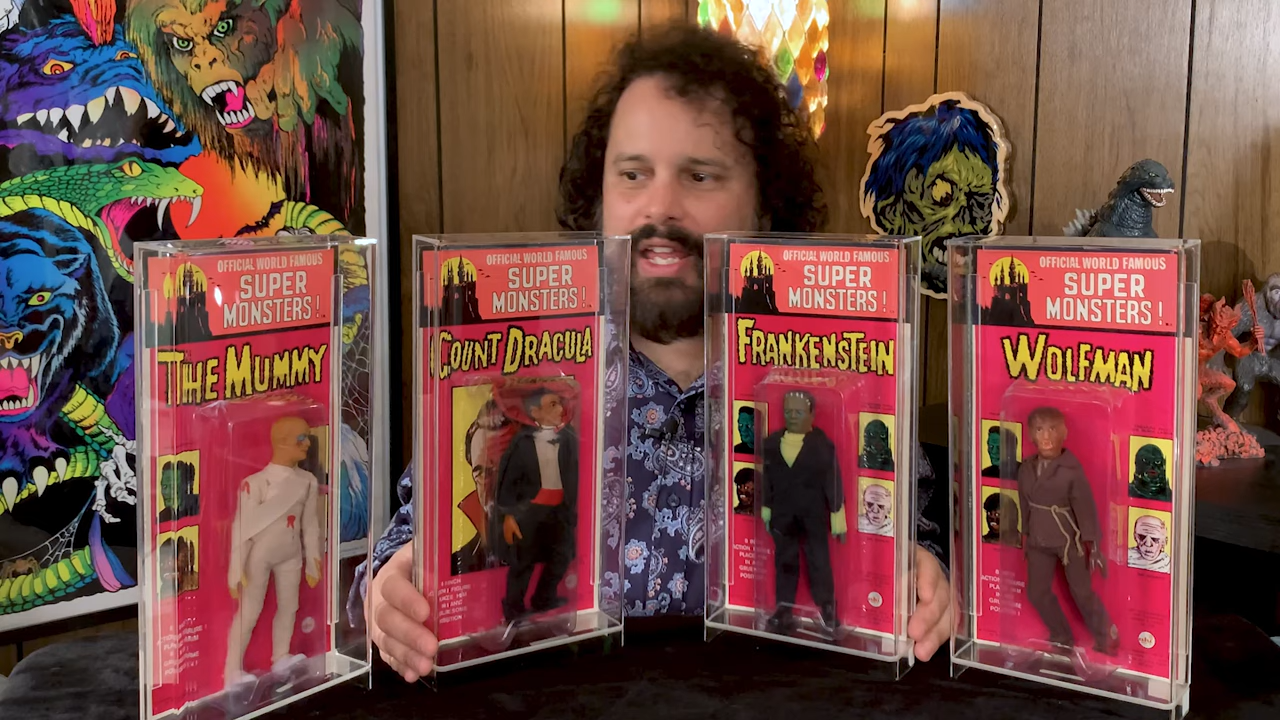 OFFICIAL WORLD FAMOUS
SUPER
MONSTERS!
THE MUMMY
OFFICIAL WORLD FAMOUS
SUPER
MONSTERS!
COUNT DRACULA
OFFICIAL WORLD FAMOUS
SUPER
MONSTERS!
FRANKENSTEIN
OFFICIAL WORLD FAMOUS
SUPER
MONSTERS!
WOLFMAN